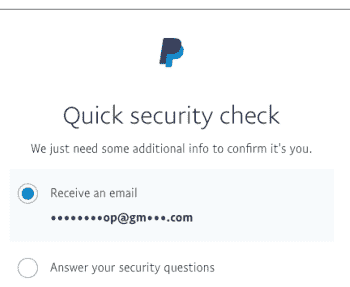 Quick security check
We just need some additional info to confirm it's you.
Receive an email
••••••••op@gm•••.com
Answer your security questions